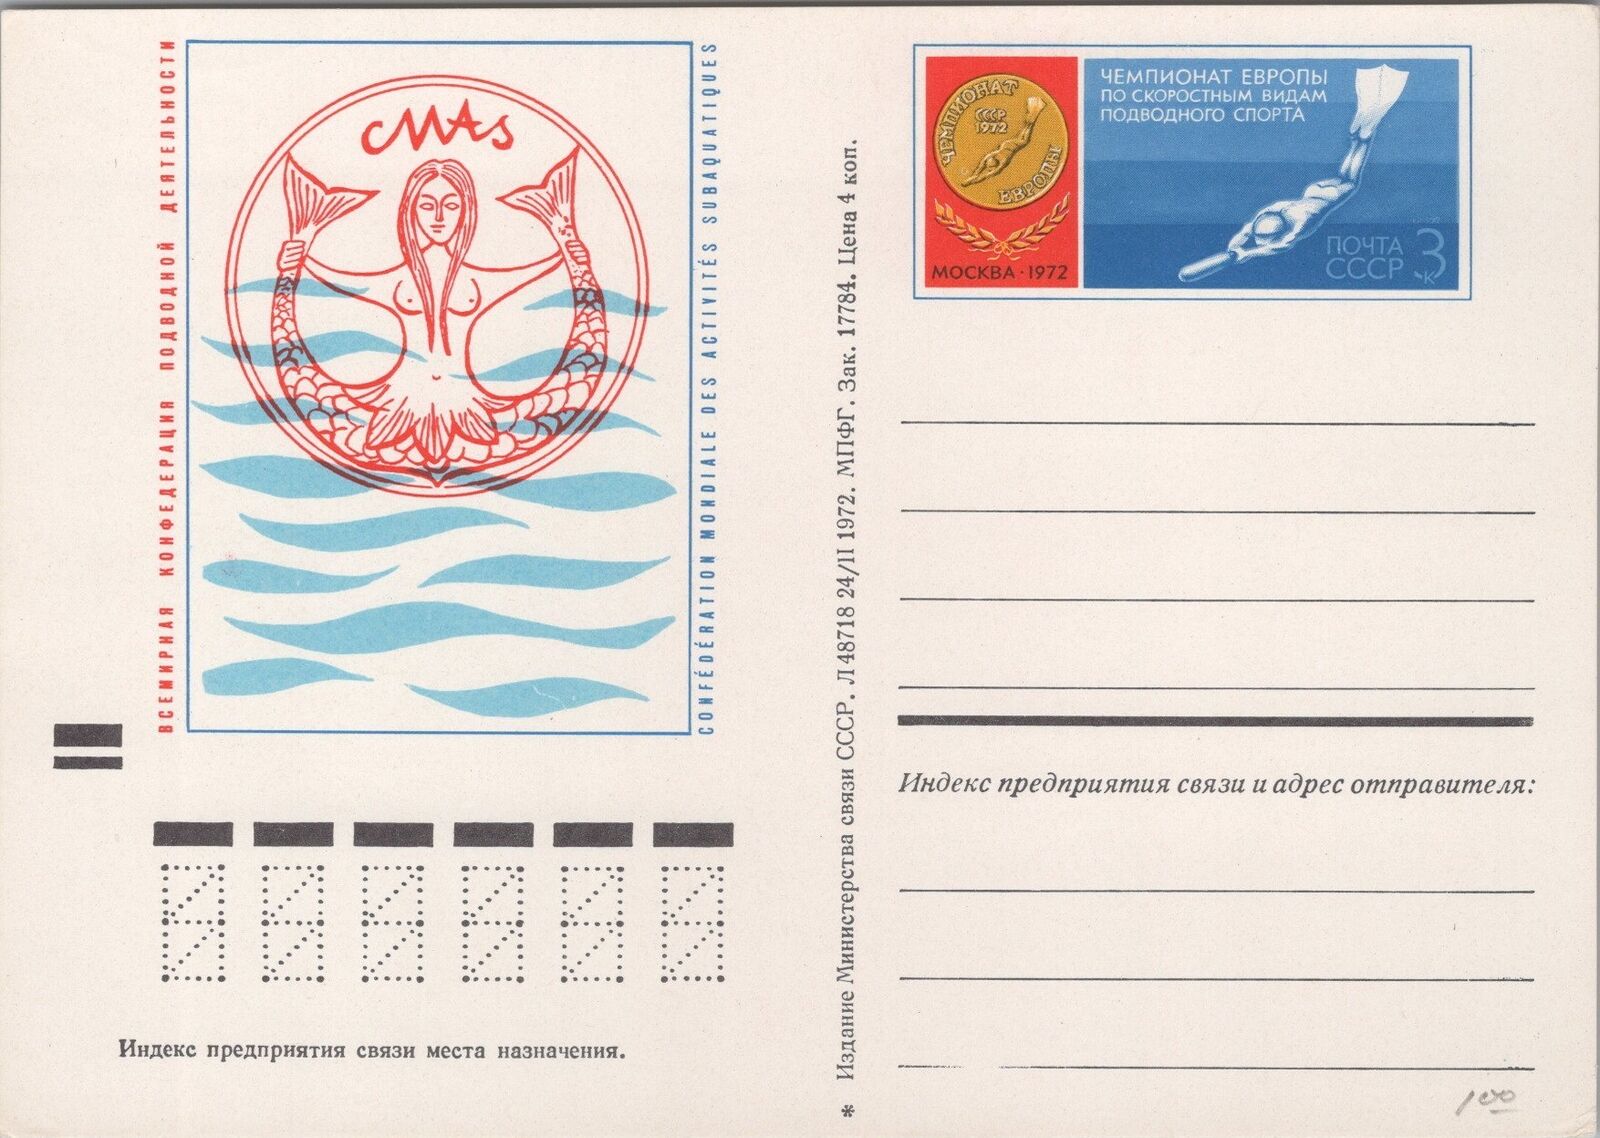 ВСЕМИРНАЯ КОНФЕДЕРАЦИЯ ПОДВОДНОЙ ДЕЯТЕЛЬНОСТИ
CMAS
CONFÉDÉRATION MONDIALE DES ACTIVITÉS SUBAQUATIQUES
Индекс предприятия связи места назначения.
* Издание Министерства связи СССР. Л 48718 24/II 1972. МПФГ. Зак. 17784. Цена 4 коп.
ЧЕМПИОНАТ
СССР
1972
ЕВРОПЫ
МОСКВА · 1972
ЧЕМПИОНАТ ЕВРОПЫ
ПО СКОРОСТНЫМ ВИДАМ
ПОДВОДНОГО СПОРТА
ПОЧТА
СССР
3
к
Индекс предприятия связи и адрес отправителя:
100